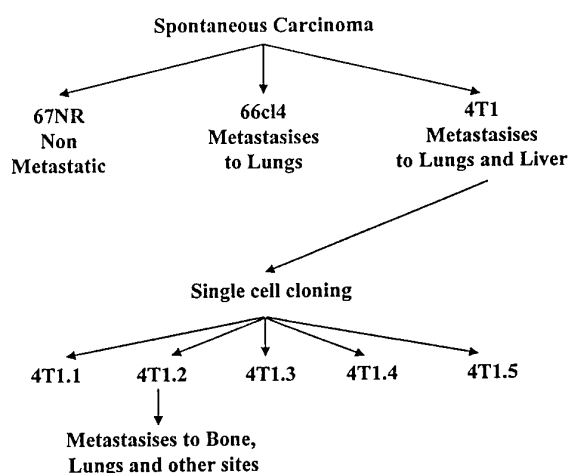 Spontaneous Carcinoma
67NR
Non
Metastatic
66cl4
Metastasises
to Lungs
4T1
Metastasises
to Lungs and Liver
Single cell cloning
4T1.1
4T1.2
4T1.3
4T1.4
4T1.5
Metastasises to Bone,
Lungs and other sites